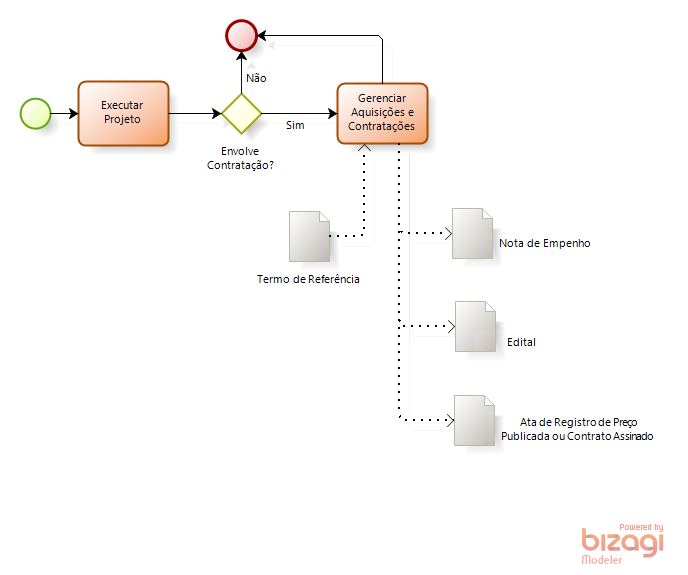 Não
Executar
Projeto
Sim
Gerenciar
Aquisições e
Contratações
Envolve
Contratação?
Termo de Referência
Nota de Empenho
Edital
Ata de Registro de Preço
Publicada ou Contrato Assinado
Powered by
bizagi
Modeler